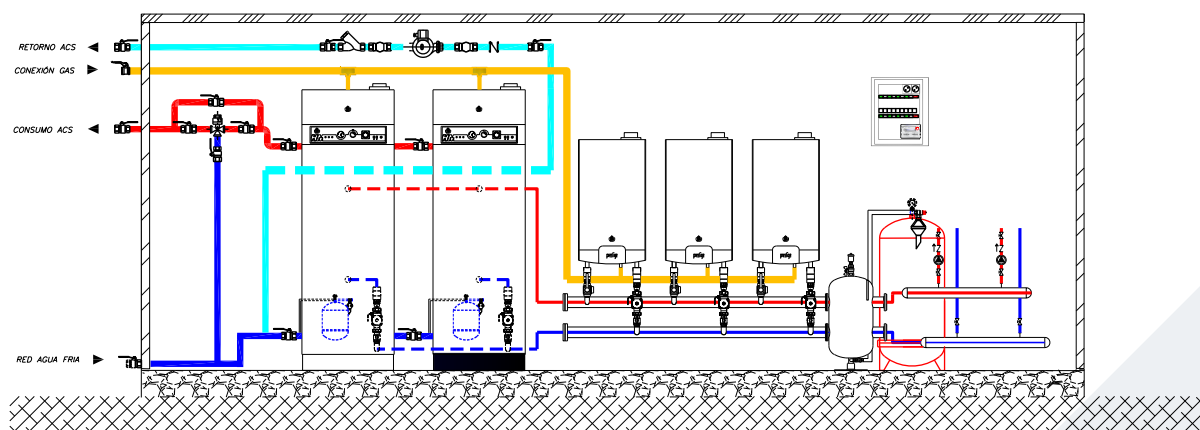 RETORNO ACS
CONEXIÓN GAS
CONSUMO ACS
RED AGUA FRIA